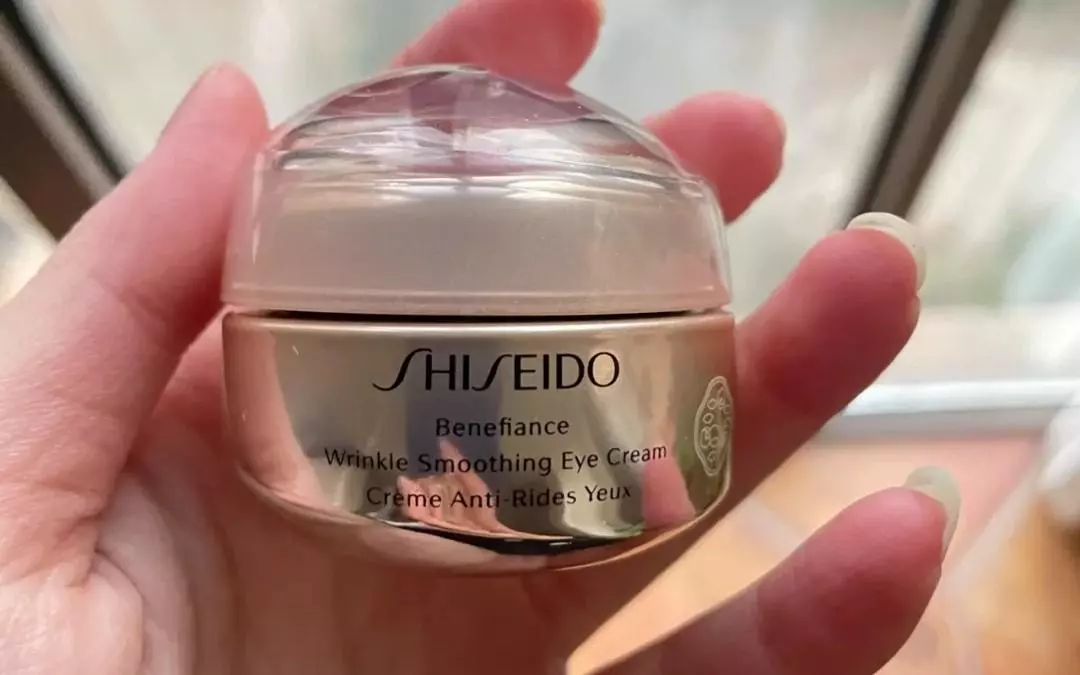 SHISEIDO
Benefiance
Wrinkle Smoothing Eye Cream
Crème Anti-Rides Yeux